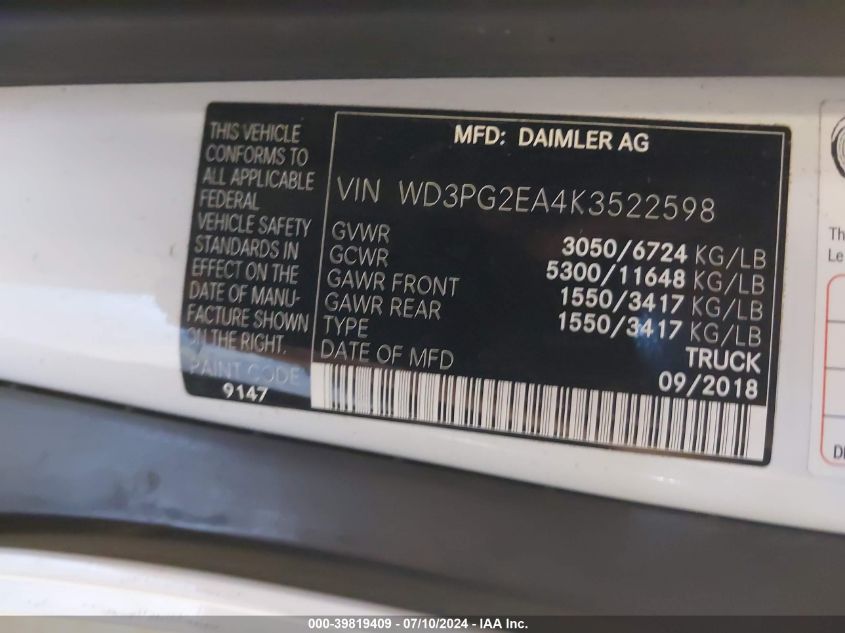 THIS VEHICLE
CONFORMS TO
ALL APPLICABLE
FEDERAL
VEHICLE SAFETY
STANDARDS IN
EFFECT ON THE
DATE OF MANU-
FACTURE SHOWN
ON THE RIGHT.
PAINT CODE
9147
MFD: DAIMLER AG
VIN WD3PG2EA4K3522598
GVWR 3050/6724 KG/LB
GCWR 5300/11648 KG/LB
GAWR FRONT 1550/3417 KG/LB
GAWR REAR 1550/3417 KG/LB
TYPE TRUCK
DATE OF MFD 09/2018
Th
Le
DI
000-39819409 - 07/10/2024 - IAA Inc.